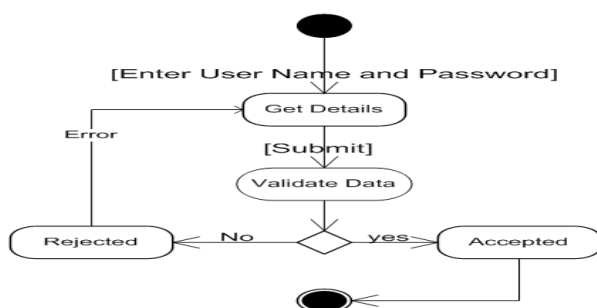 [Enter User Name and Password]
Get Details
Error
[Submit]
Validate Data
No
yes
Rejected
Accepted